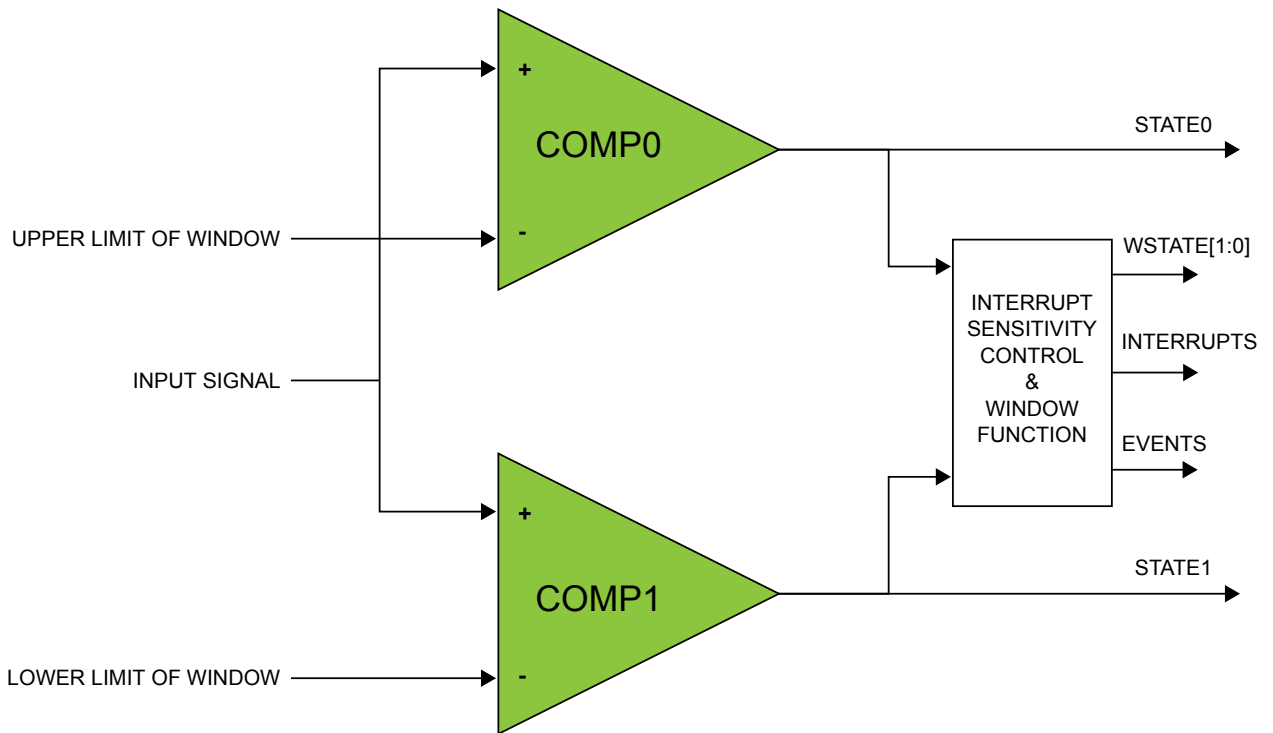 +
COMP0
-
STATE0
UPPER LIMIT OF WINDOW
WSTATE[1:0]
INTERRUPT
SENSITIVITY
CONTROL
&
WINDOW
FUNCTION
INTERRUPTS
INPUT SIGNAL
EVENTS
+
COMP1
-
STATE1
LOWER LIMIT OF WINDOW